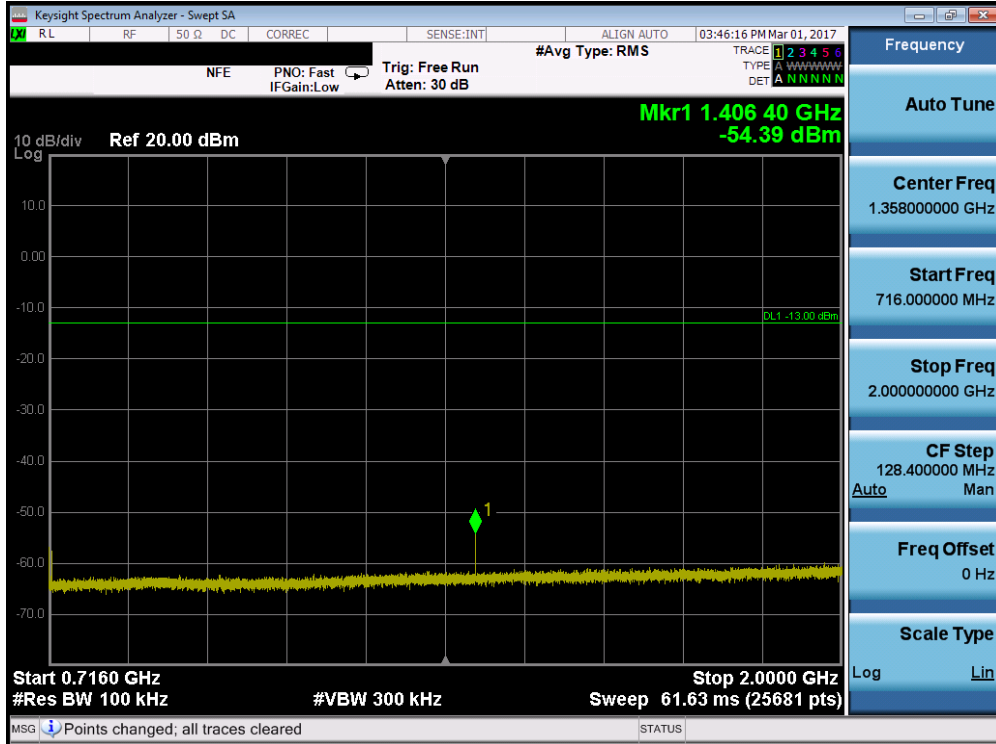 Keysight Spectrum Analyzer - Swept SA
LXI RL RF 50 Ω DC CORREC SENSE:INT ALIGN AUTO 03:46:16 PM Mar 01, 2017
#Avg Type: RMS TRACE 1 2 3 4 5 6
NFE PNO: Fast Trig: Free Run TYPE A WWWWW
IFGain:Low Atten: 30 dB DET A N N N N N
Mkr1 1.406 40 GHz
10 dB/div Ref 20.00 dBm -54.39 dBm
Log
10.0
0.00
-10.0
DL1 -13.00 dBm
-20.0
-30.0
-40.0
-50.0
1
-60.0
-70.0
Start 0.7160 GHz Stop 2.0000 GHz
#Res BW 100 kHz #VBW 300 kHz Sweep 61.63 ms (25681 pts)
MSG Points changed; all traces cleared STATUS
Frequency
Auto Tune
Center Freq
1.358000000 GHz
Start Freq
716.000000 MHz
Stop Freq
2.000000000 GHz
CF Step
128.400000 MHz
Auto Man
Freq Offset
0 Hz
Scale Type
Log Lin